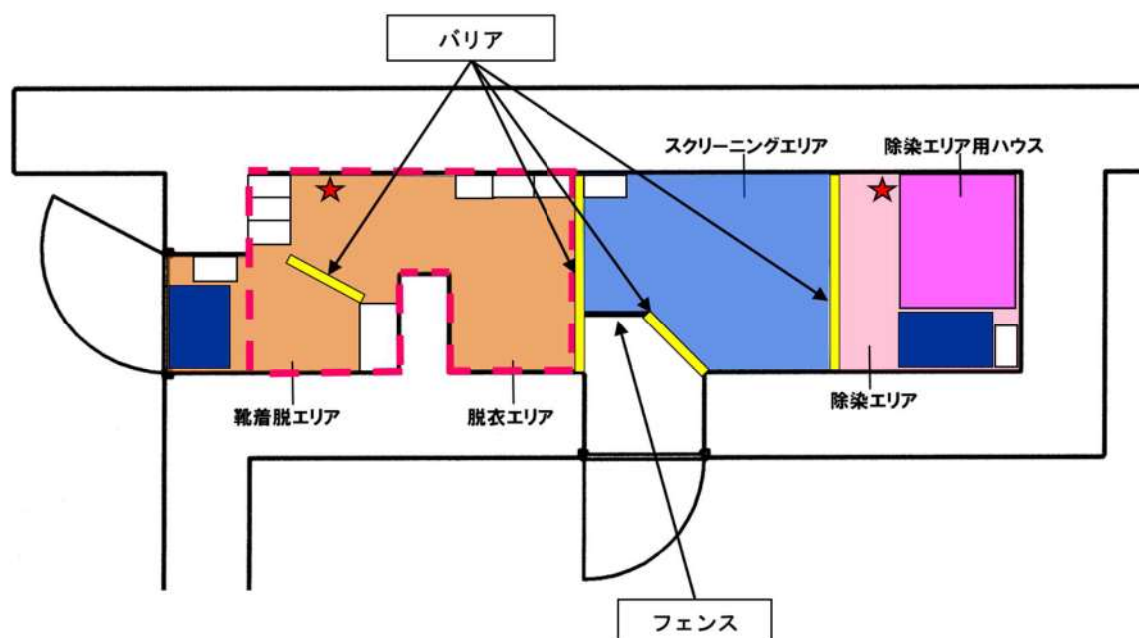 バリア
スクリーニングエリア
除染エリア用ハウス
靴着脱エリア
脱衣エリア
除染エリア
フェンス